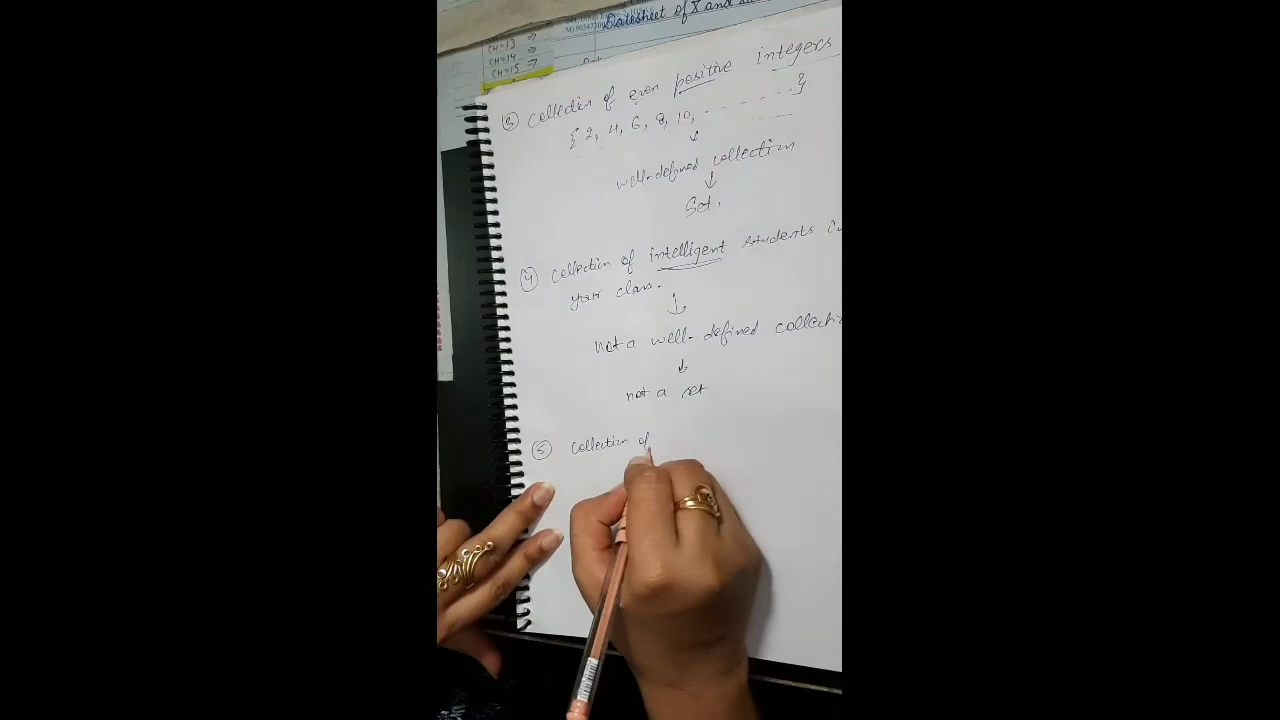 Datesheet of X and
CH=13 ⇒
CH=14 ⇒
CH=15 ⇒
③ Collection of even positive integers
{ 2, 4, 6, 8, 10, - - - - - - . . }
↓
well-defined collection
↓
Set.
④ Collection of intelligent students
your class.
↓
not a well-defined collecti
↓
not a set
⑤ Collection of